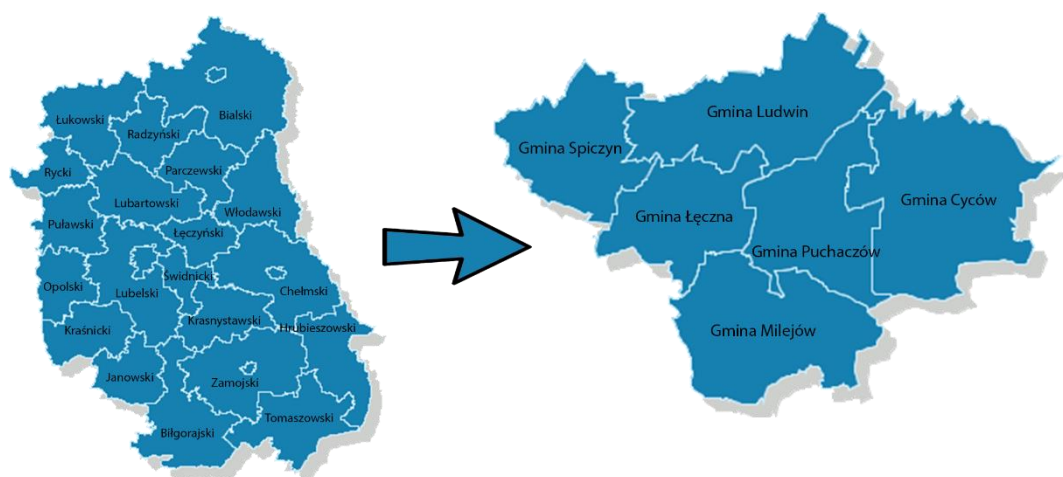 Łukowski
Bialski
Radzyński
Rycki
Parczewski
Lubartowski
Włodawski
Puławski
Łęczyński
Świdnicki
Opolski
Lubelski
Chełmski
Kraśnicki
Krasnystawski
Hrubieszowski
Janowski
Zamojski
Tomaszowski
Biłgorajski
Gmina Ludwin
Gmina Spiczyn
Gmina Cyców
Gmina Łęczna
Gmina Puchaczów
Gmina Milejów